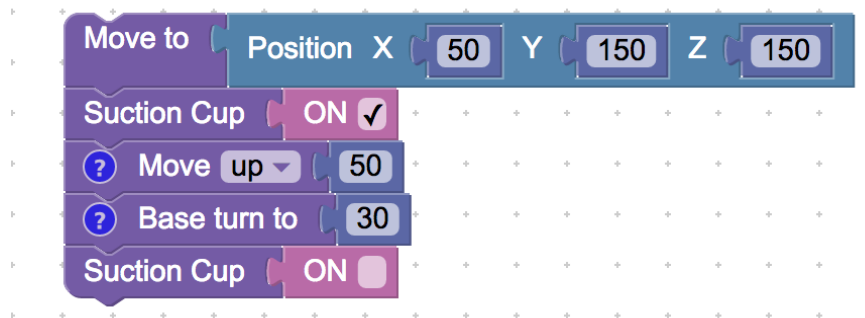 Move to Position X 50 Y 150 Z 150
Suction Cup ON ✓
? Move up 50
? Base turn to 30
Suction Cup ON